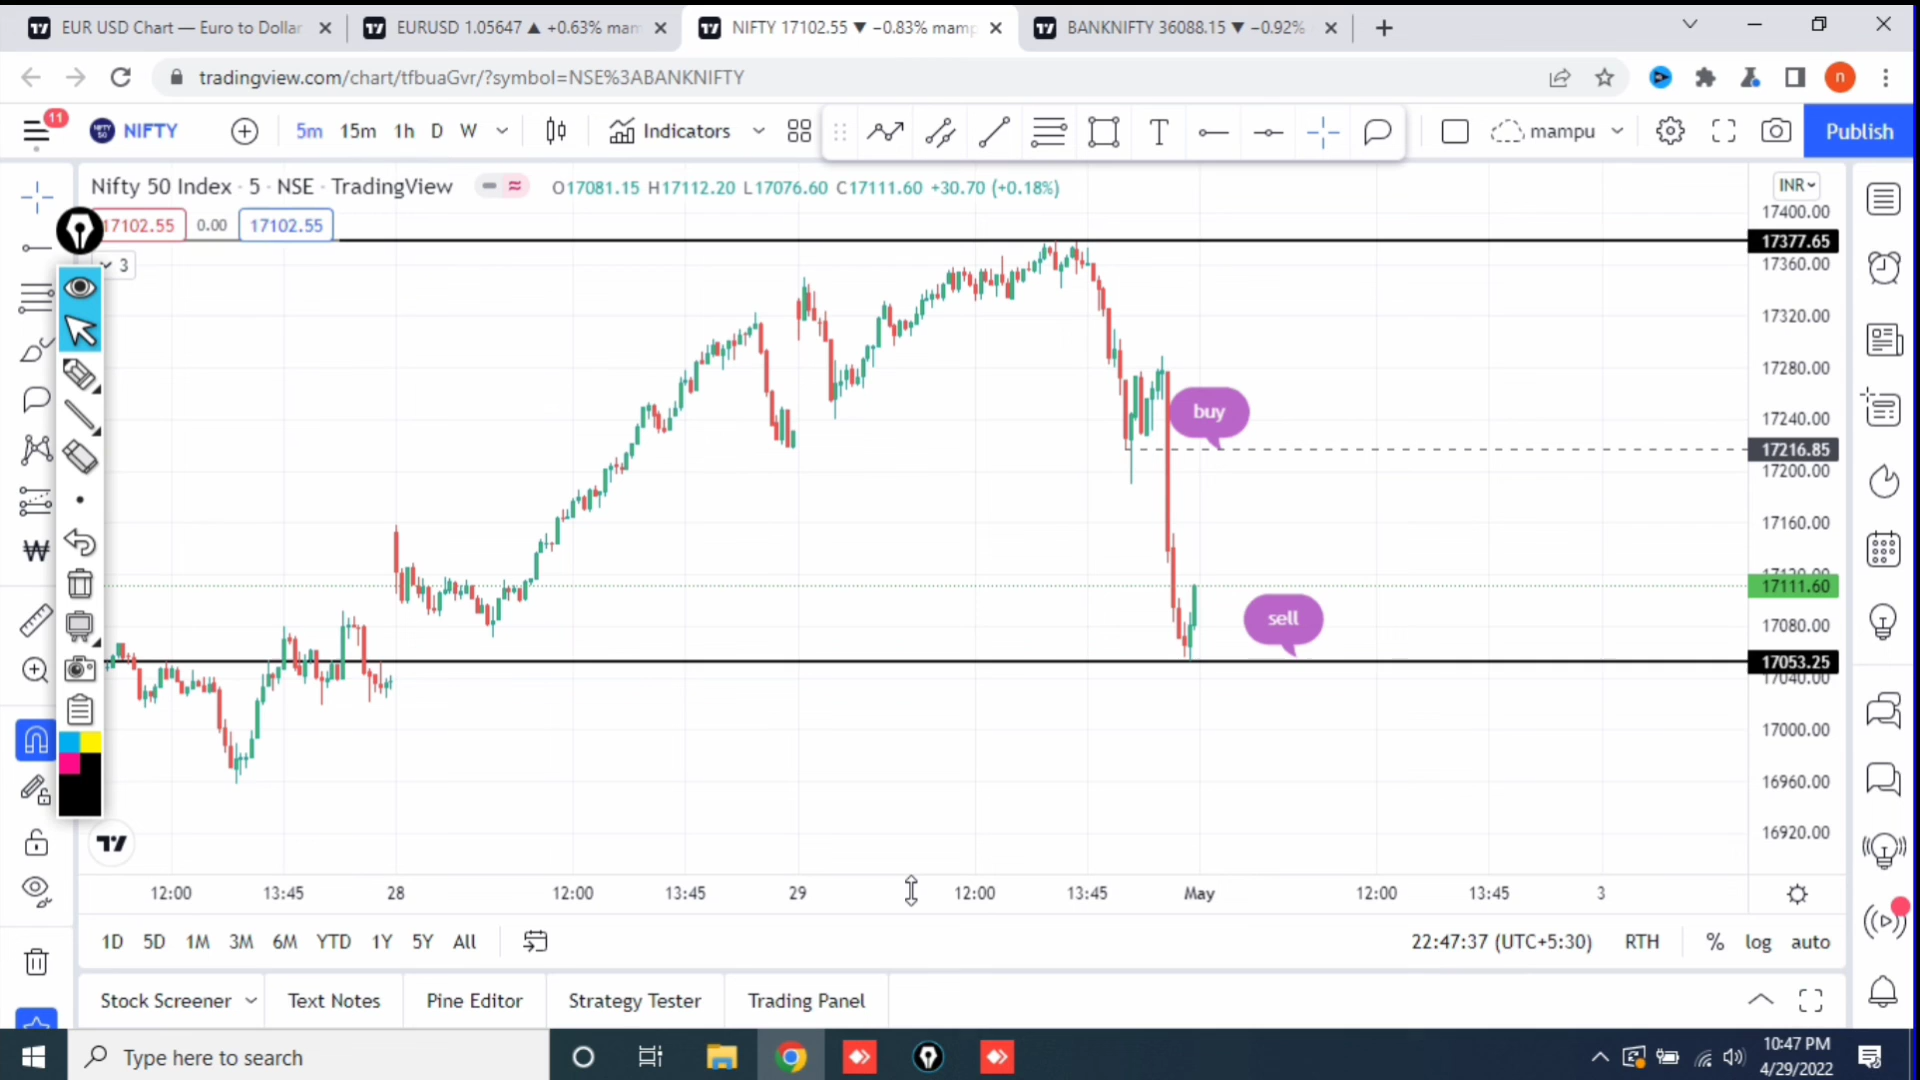 EUR USD Chart — Euro to Dollar
EURUSD 1.05647 ▲ +0.63% mam
NIFTY 17102.55 ▼ −0.83% mamp
BANKNIFTY 36088.15 ▼ −0.92%
tradingview.com/chart/tfbuaGvr/?symbol=NSE%3ABANKNIFTY
n
11
NIFTY
5m 15m 1h D W
Indicators
mampu
Publish
Nifty 50 Index · 5 · NSE · TradingView
O17081.15 H17112.20 L17076.60 C17111.60 +30.70 (+0.18%)
INR
17102.55 0.00 17102.55
3
17400.00
17377.65
17360.00
17320.00
17280.00
buy
17240.00
17216.85
17200.00
17160.00
17111.60
sell
17080.00
17053.25
17040.00
17000.00
16960.00
16920.00
12:00 13:45 28 12:00 13:45 29 12:00 13:45 May 12:00 13:45 3
1D 5D 1M 3M 6M YTD 1Y 5Y All
22:47:37 (UTC+5:30) RTH % log auto
Stock Screener Text Notes Pine Editor Strategy Tester Trading Panel
Type here to search
10:47 PM
4/29/2022